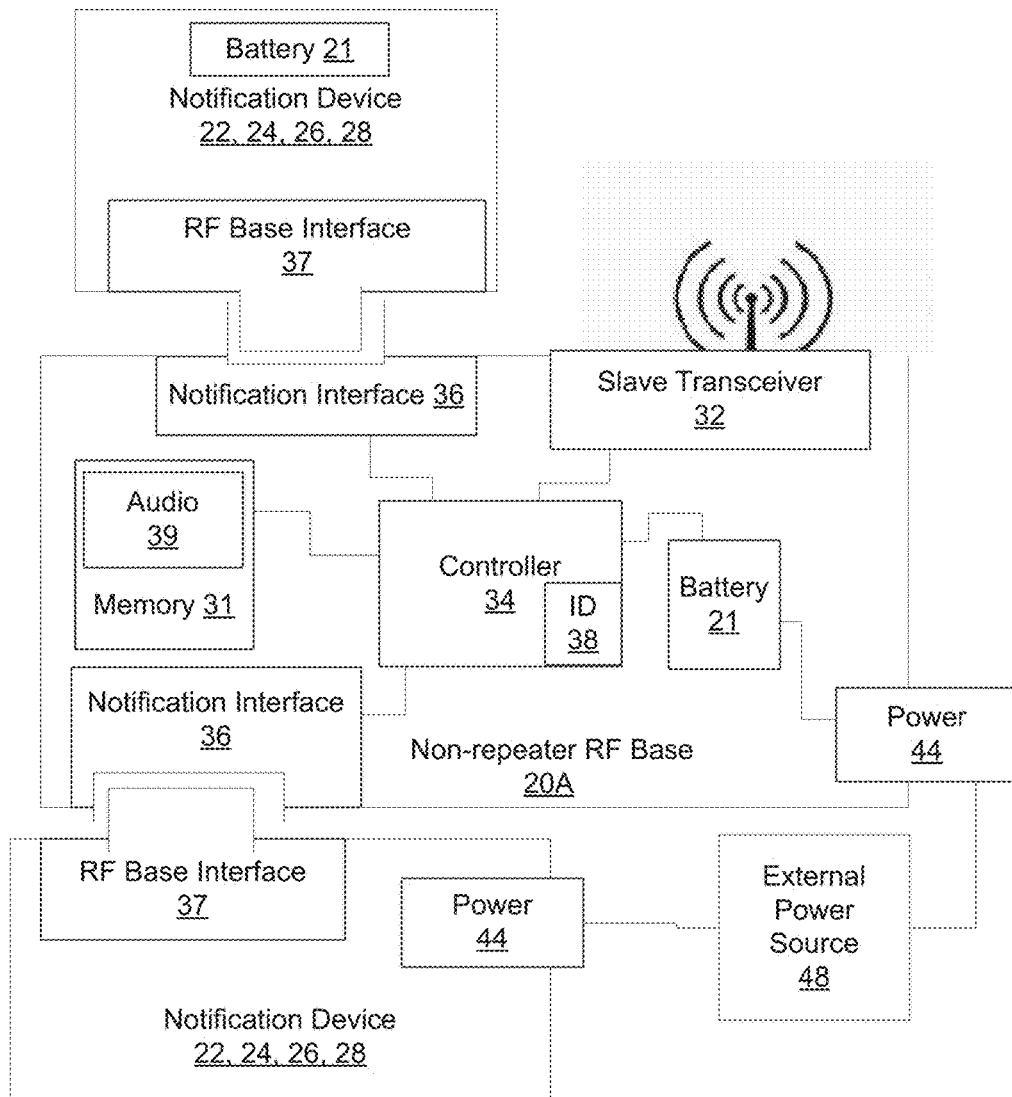 Battery 21
Notification Device
22, 24, 26, 28
RF Base Interface
37
Notification Interface 36
Slave Transceiver
32
Audio
39
Memory 31
Controller
34
ID
38
Battery
21
Notification Interface
36
Non-repeater RF Base
20A
Power
44
RF Base Interface
37
Power
44
External
Power
Source
48
Notification Device
22, 24, 26, 28